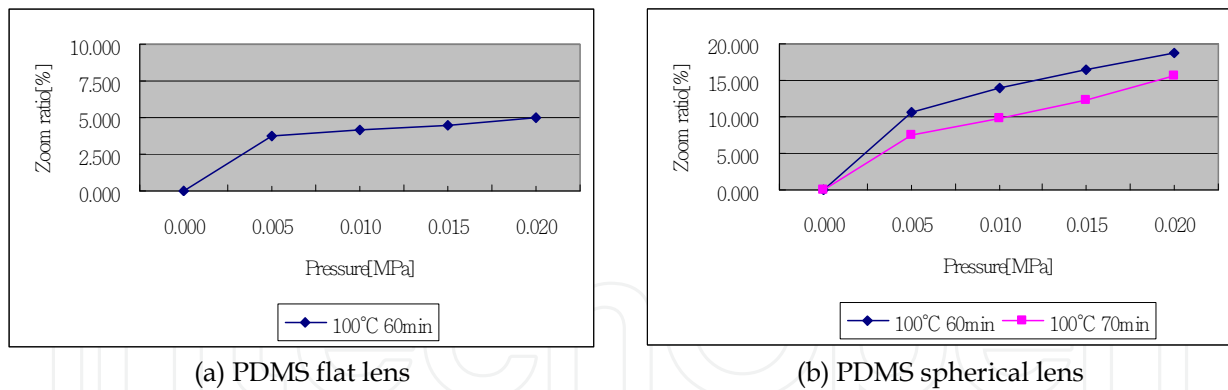 10.000
7.500
5.000
2.500
0.000
Zoom ratio[%]
0.000 0.005 0.010 0.015 0.020
Pressure[MPa]
100°C 60min
(a) PDMS flat lens
20.000
15.000
10.000
5.000
0.000
Zoom ratio[%]
0.000 0.005 0.010 0.015 0.020
Pressure[MPa]
100°C 60min 100°C 70min
(b) PDMS spherical lens